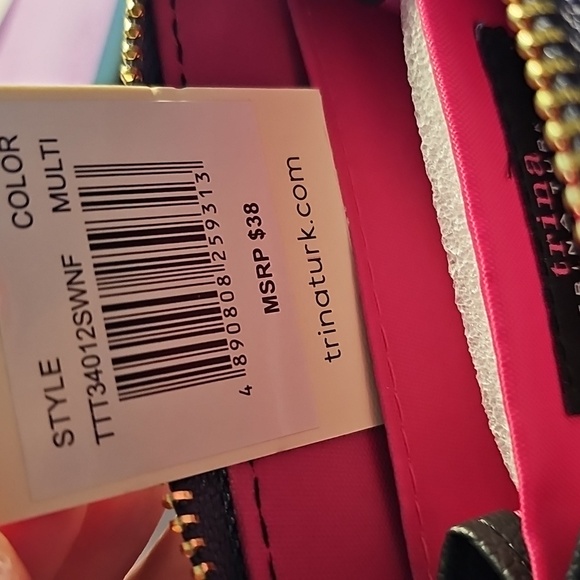 STYLE COLOR
TTT34012SWNF MULTI
4 890808 259313
MSRP $38
trinaturk.com
trina